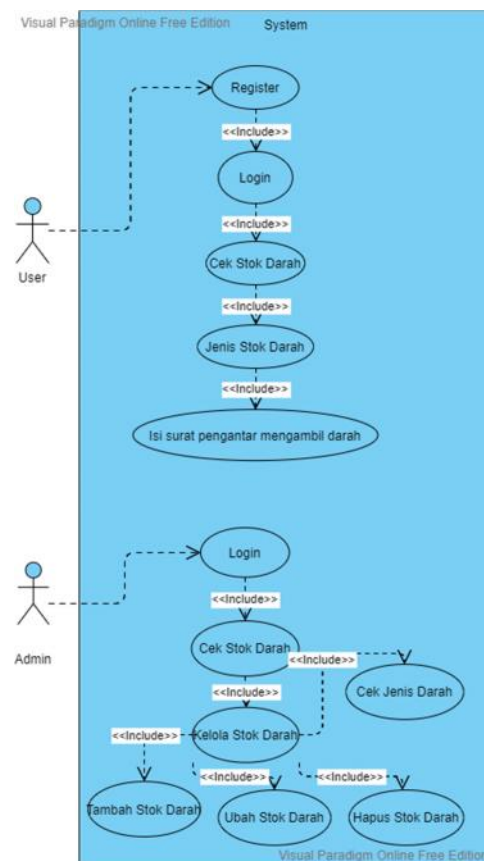 Visual Paradigm Online Free Edition
System
Register
<<Include>>
Login
<<Include>>
Cek Stok Darah
<<Include>>
Jenis Stok Darah
<<Include>>
Isi surat pengantar mengambil darah
User
Login
<<Include>>
Cek Stok Darah
<<Include>>
Cek Jenis Darah
<<Include>>
Kelola Stok Darah
<<Include>>
<<Include>>
<<Include>>
Tambah Stok Darah
Ubah Stok Darah
Hapus Stok Darah
Admin
Visual Paradigm Online Free Edition